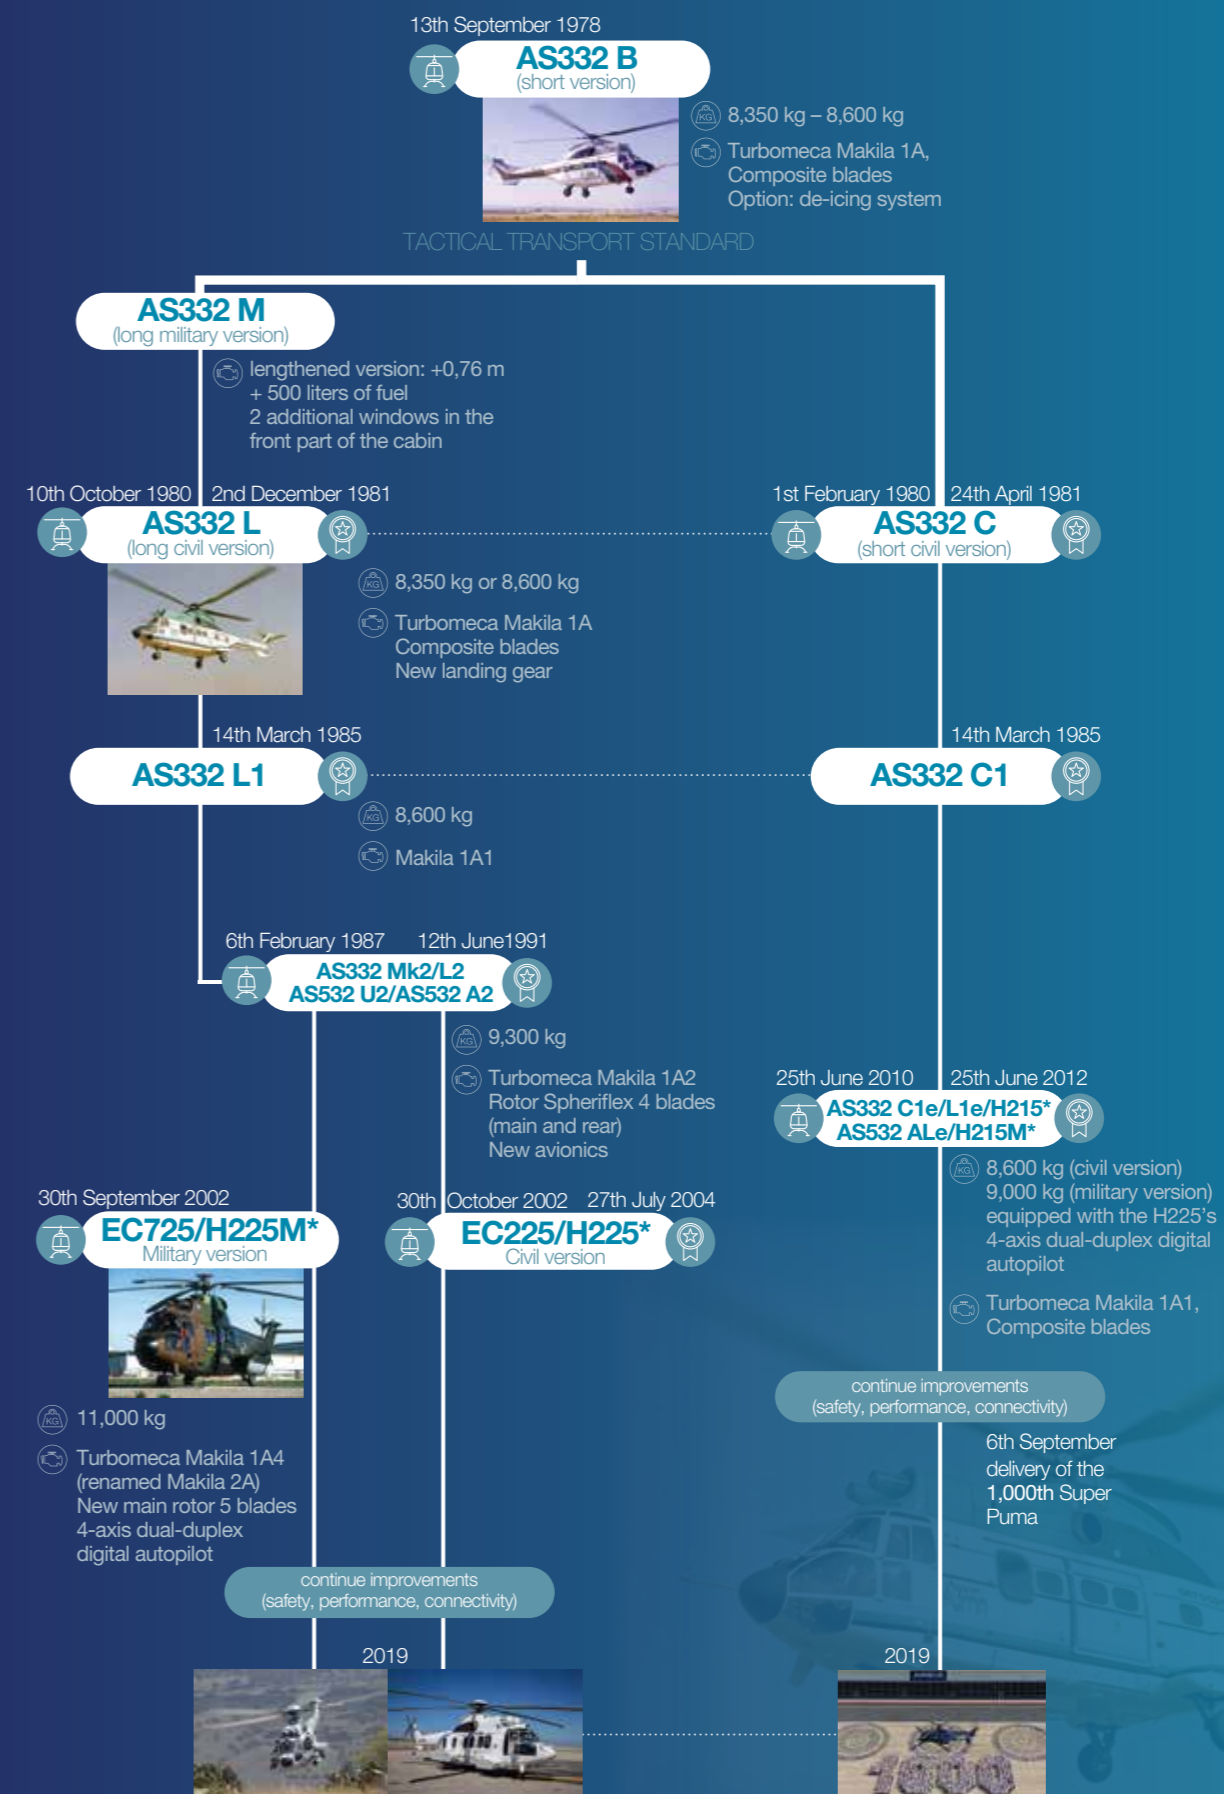 13th September 1978
AS332 B
(short version)
KG
8,350 kg – 8,600 kg
Turbomeca Makila 1A,
Composite blades
Option: de-icing system
TACTICAL TRANSPORT STANDARD
AS332 M
(long military version)
lengthened version: +0,76 m
+ 500 liters of fuel
2 additional windows in the
front part of the cabin
10th October 1980
2nd December 1981
AS332 L
(long civil version)
1st February 1980
24th April 1981
AS332 C
(short civil version)
KG
8,350 kg or 8,600 kg
Turbomeca Makila 1A
Composite blades
New landing gear
14th March 1985
AS332 L1
14th March 1985
AS332 C1
KG
8,600 kg
Makila 1A1
6th February 1987
12th June1991
AS332 Mk2/L2
AS532 U2/AS532 A2
KG
9,300 kg
Turbomeca Makila 1A2
Rotor Spheriflex 4 blades
(main and rear)
New avionics
25th June 2010
25th June 2012
AS332 C1e/L1e/H215*
AS532 ALe/H215M*
KG
8,600 kg (civil version)
9,000 kg (military version)
equipped with the H225's
4-axis dual-duplex digital
autopilot
Turbomeca Makila 1A1,
Composite blades
30th September 2002
EC725/H225M*
Military version
30th October 2002
27th July 2004
EC225/H225*
Civil version
KG
11,000 kg
Turbomeca Makila 1A4
(renamed Makila 2A)
New main rotor 5 blades
4-axis dual-duplex
digital autopilot
continue improvements
(safety, performance, connectivity)
6th September
delivery of the
1,000th Super
Puma
continue improvements
(safety, performance, connectivity)
2019
2019
1000